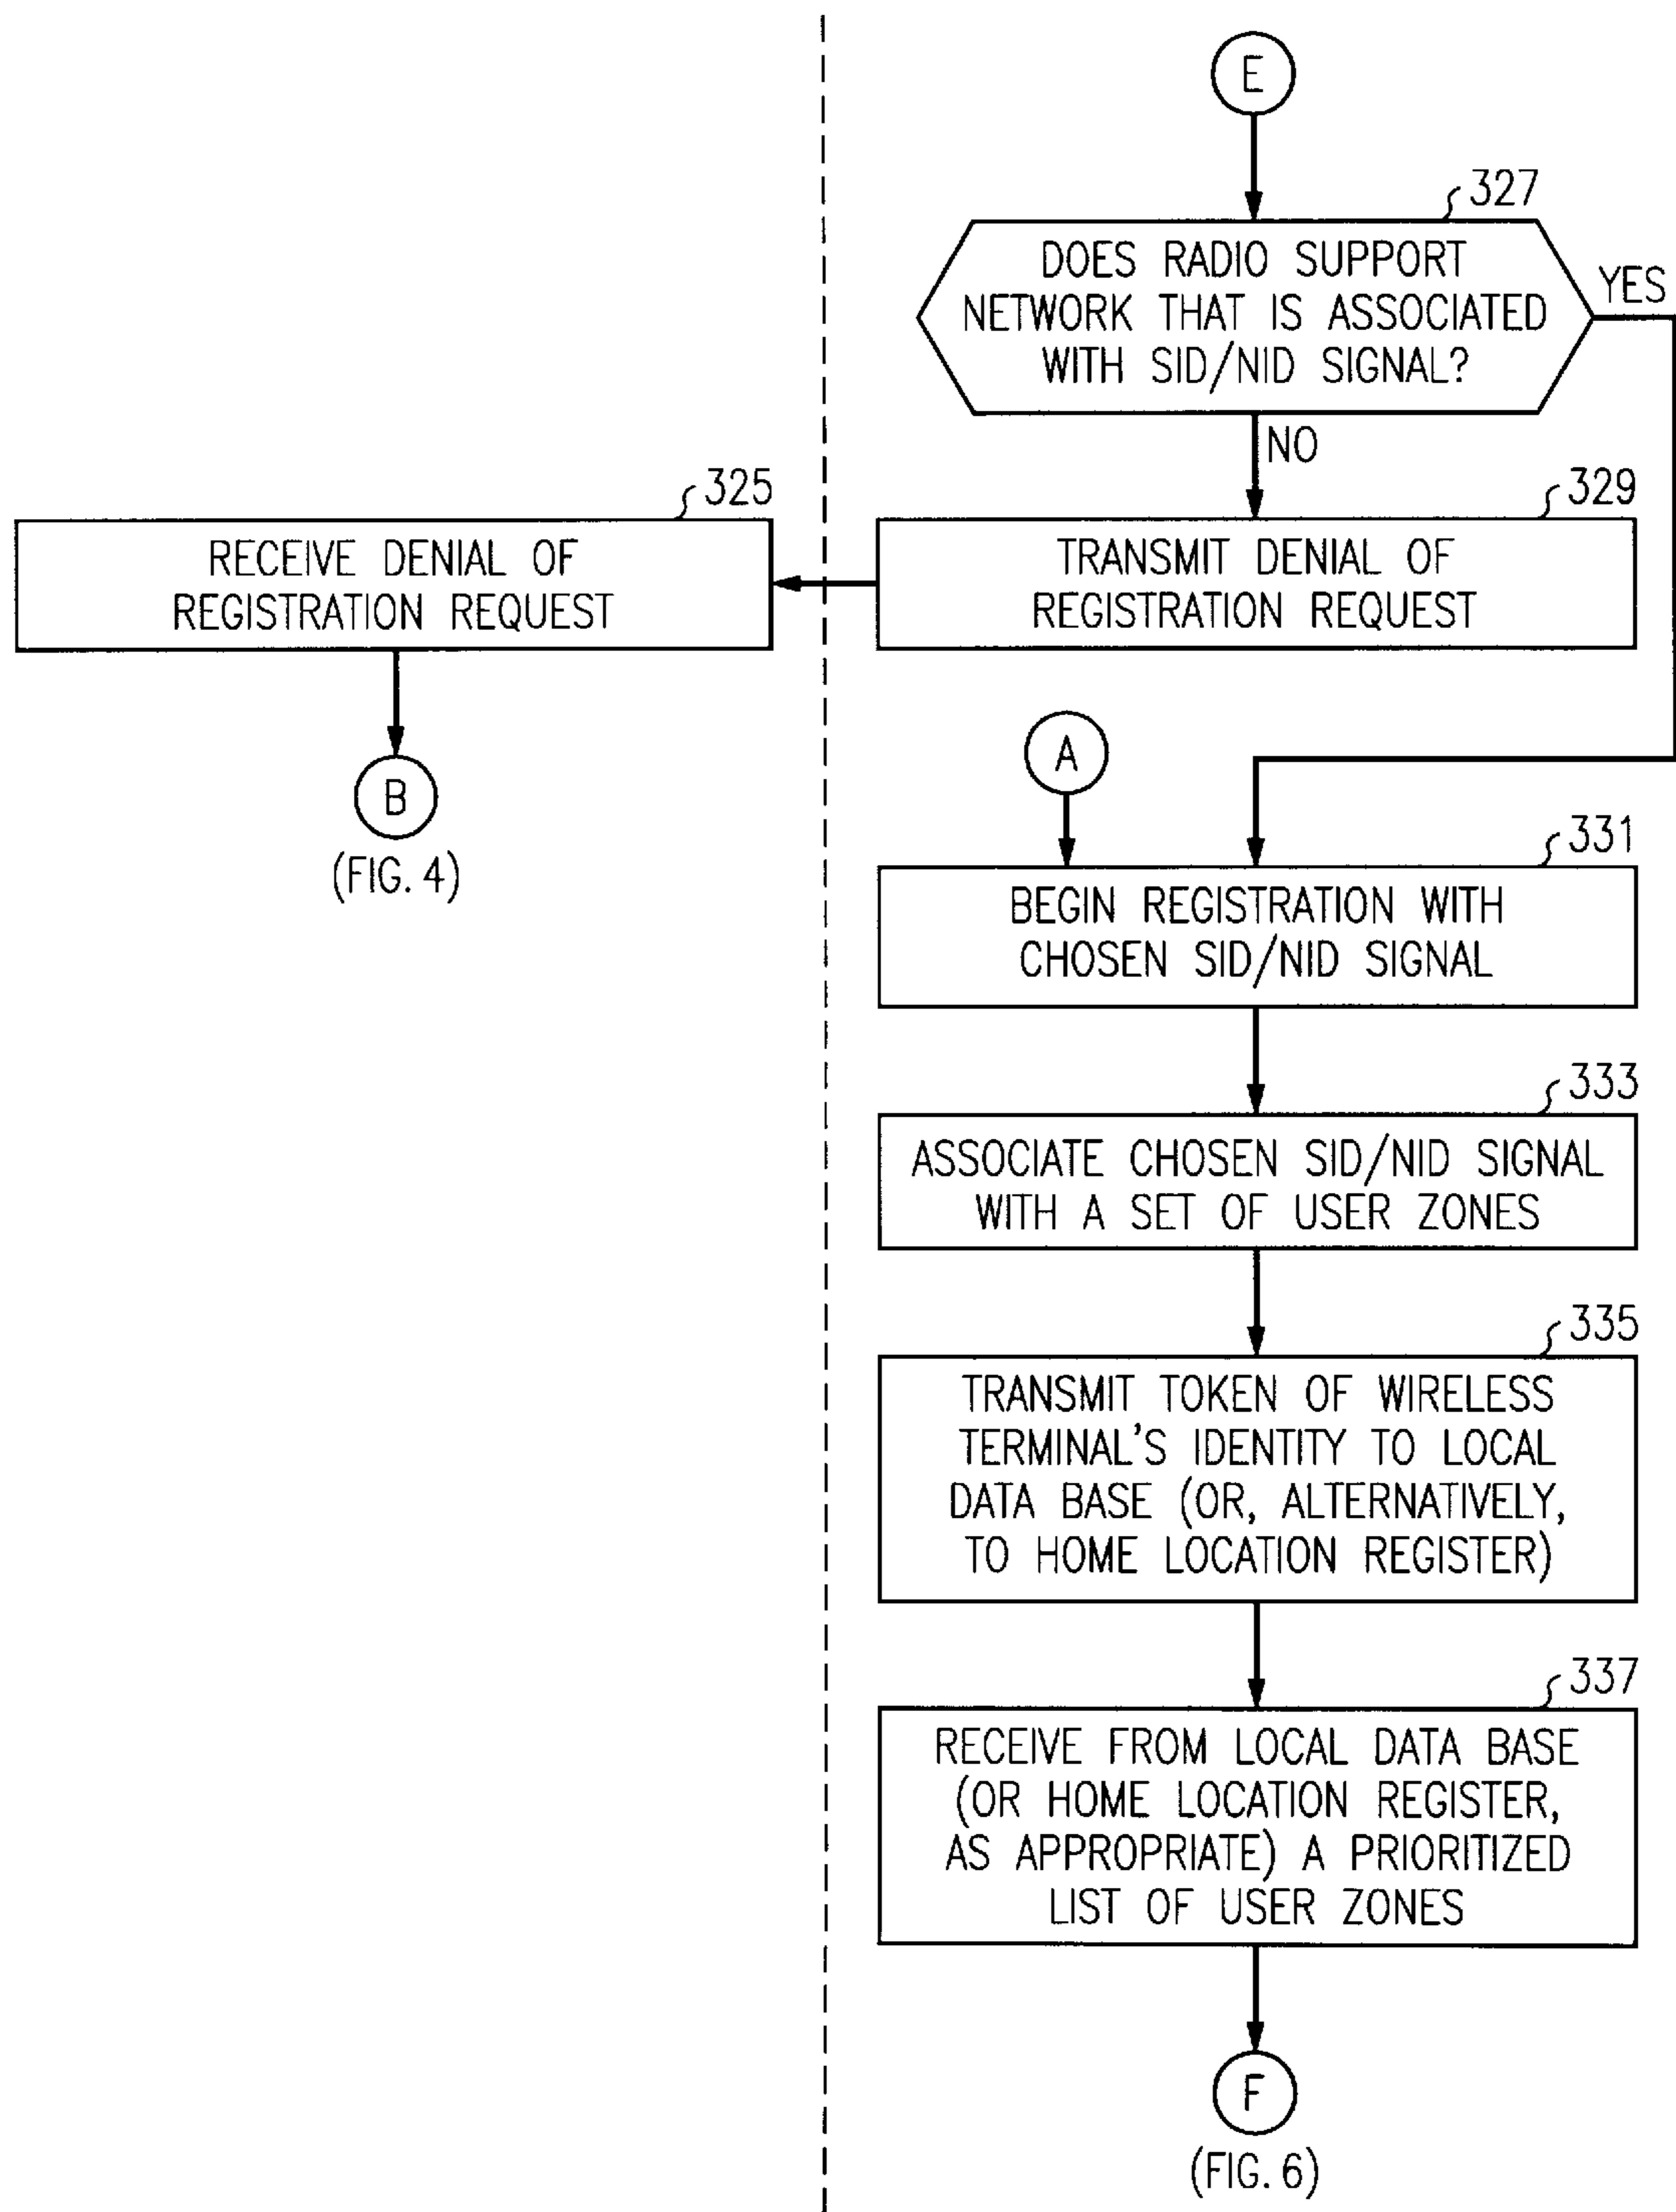 E
327
DOES RADIO SUPPORT
NETWORK THAT IS ASSOCIATED
WITH SID/NID SIGNAL?
YES
NO
325
RECEIVE DENIAL OF
REGISTRATION REQUEST
329
TRANSMIT DENIAL OF
REGISTRATION REQUEST
B
(FIG. 4)
A
331
BEGIN REGISTRATION WITH
CHOSEN SID/NID SIGNAL
333
ASSOCIATE CHOSEN SID/NID SIGNAL
WITH A SET OF USER ZONES
335
TRANSMIT TOKEN OF WIRELESS
TERMINAL'S IDENTITY TO LOCAL
DATA BASE (OR, ALTERNATIVELY,
TO HOME LOCATION REGISTER)
337
RECEIVE FROM LOCAL DATA BASE
(OR HOME LOCATION REGISTER,
AS APPROPRIATE) A PRIORITIZED
LIST OF USER ZONES
F
(FIG. 6)